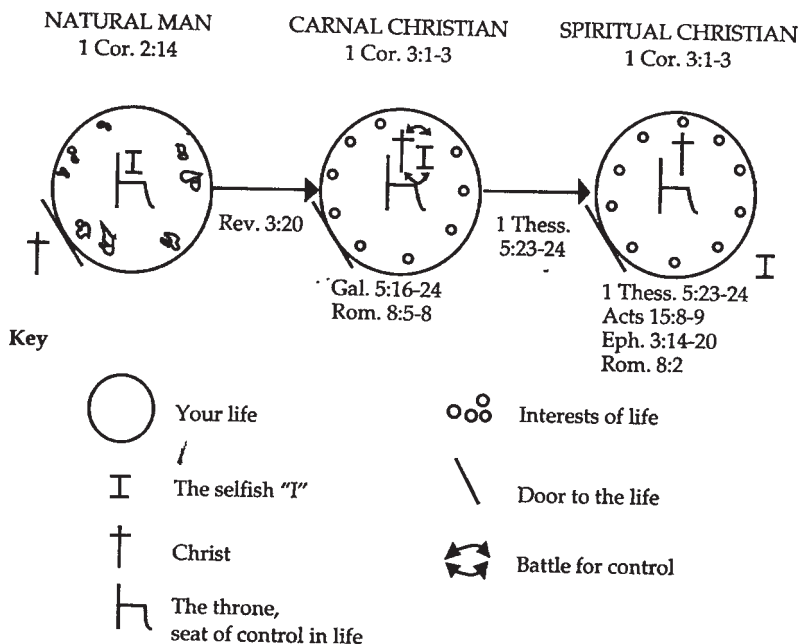 NATURAL MAN
1 Cor. 2:14
CARNAL CHRISTIAN
1 Cor. 3:1-3
SPIRITUAL CHRISTIAN
1 Cor. 3:1-3
I
I
Rev. 3:20
1 Thess.
5:23-24
I
Gal. 5:16-24
Rom. 8:5-8
1 Thess. 5:23-24
Acts 15:8-9
Eph. 3:14-20
Rom. 8:2
Key
Your life
Interests of life
I
The selfish "I"
Door to the life
Christ
Battle for control
The throne,
seat of control in life